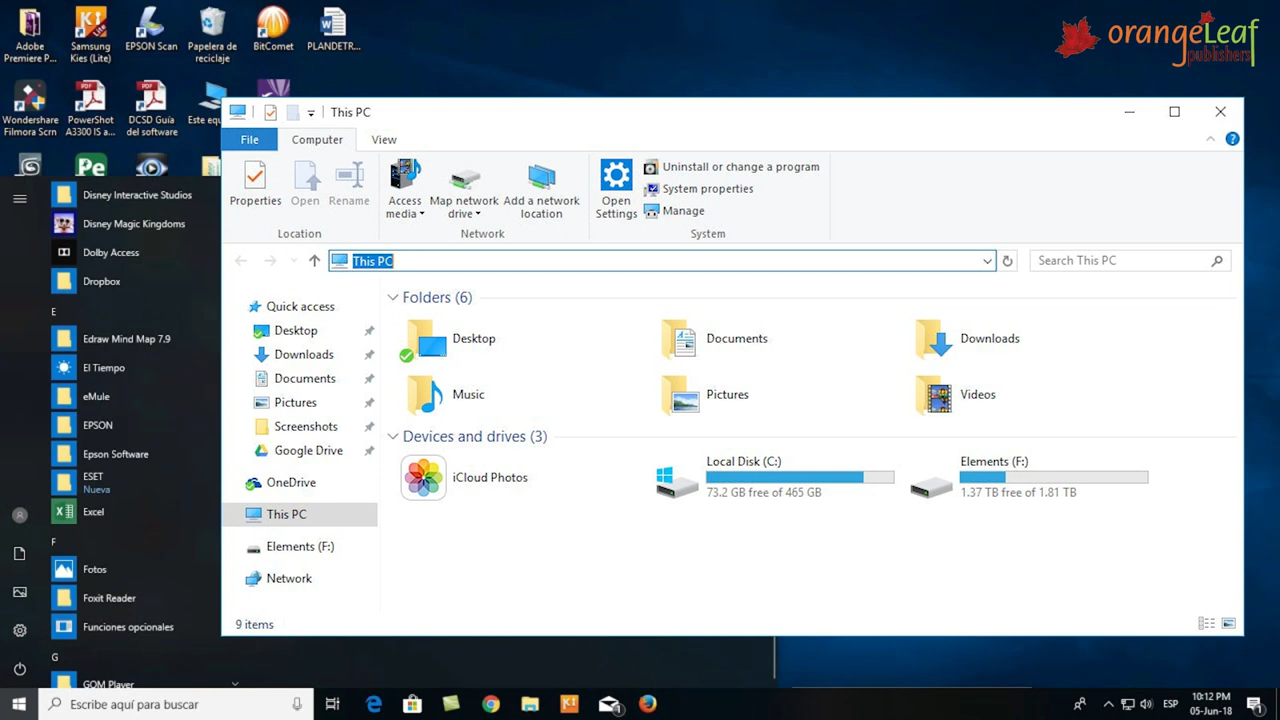 Adobe
Premiere P...
Samsung
Kies (Lite)
EPSON Scan
Papelera de
reciclaje
BitComet
PLANDETR...
orangeLeaf
publishers
Wondershare
Filmora Scrn
PowerShot
A3300 IS a...
DCSD Guía
del software
Este equ
This PC
File
Computer
View
Properties
Open
Rename
Access
media
Map network
drive
Add a network
location
Open
Settings
Uninstall or change a program
System properties
Manage
Location
Network
System
This PC
Search This PC
Disney Interactive Studios
Disney Magic Kingdoms
Dolby Access
Dropbox
E
Edraw Mind Map 7.9
El Tiempo
eMule
EPSON
Epson Software
ESET
Nueva
Excel
F
Fotos
Foxit Reader
Funciones opcionales
G
GOM Player
Quick access
Desktop
Downloads
Documents
Pictures
Screenshots
Google Drive
OneDrive
This PC
Elements (F:)
Network
Folders (6)
Desktop
Documents
Downloads
Music
Pictures
Videos
Devices and drives (3)
iCloud Photos
Local Disk (C:)
73.2 GB free of 465 GB
Elements (F:)
1.37 TB free of 1.81 TB
9 items
Escribe aquí para buscar
ESP
10:12 PM
05-Jun-18